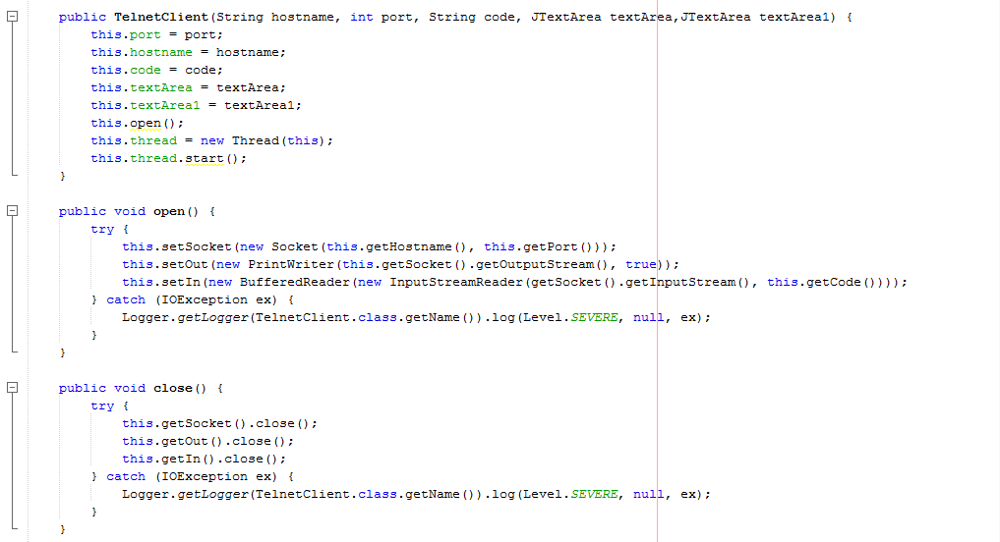 public TelnetClient(String hostname, int port, String code, JTextArea textArea,JTextArea textArea1) {
this.port = port;
this.hostname = hostname;
this.code = code;
this.textArea = textArea;
this.textArea1 = textArea1;
this.open();
this.thread = new Thread(this);
this.thread.start();
}
public void open() {
try {
this.setSocket(new Socket(this.getHostname(), this.getPort()));
this.setOut(new PrintWriter(this.getSocket().getOutputStream(), true));
this.setIn(new BufferedReader(new InputStreamReader(getSocket().getInputStream(), this.getCode())));
} catch (IOException ex) {
Logger.getLogger(TelnetClient.class.getName()).log(Level.SEVERE, null, ex);
}
}
public void close() {
try {
this.getSocket().close();
this.getOut().close();
this.getIn().close();
} catch (IOException ex) {
Logger.getLogger(TelnetClient.class.getName()).log(Level.SEVERE, null, ex);
}
}